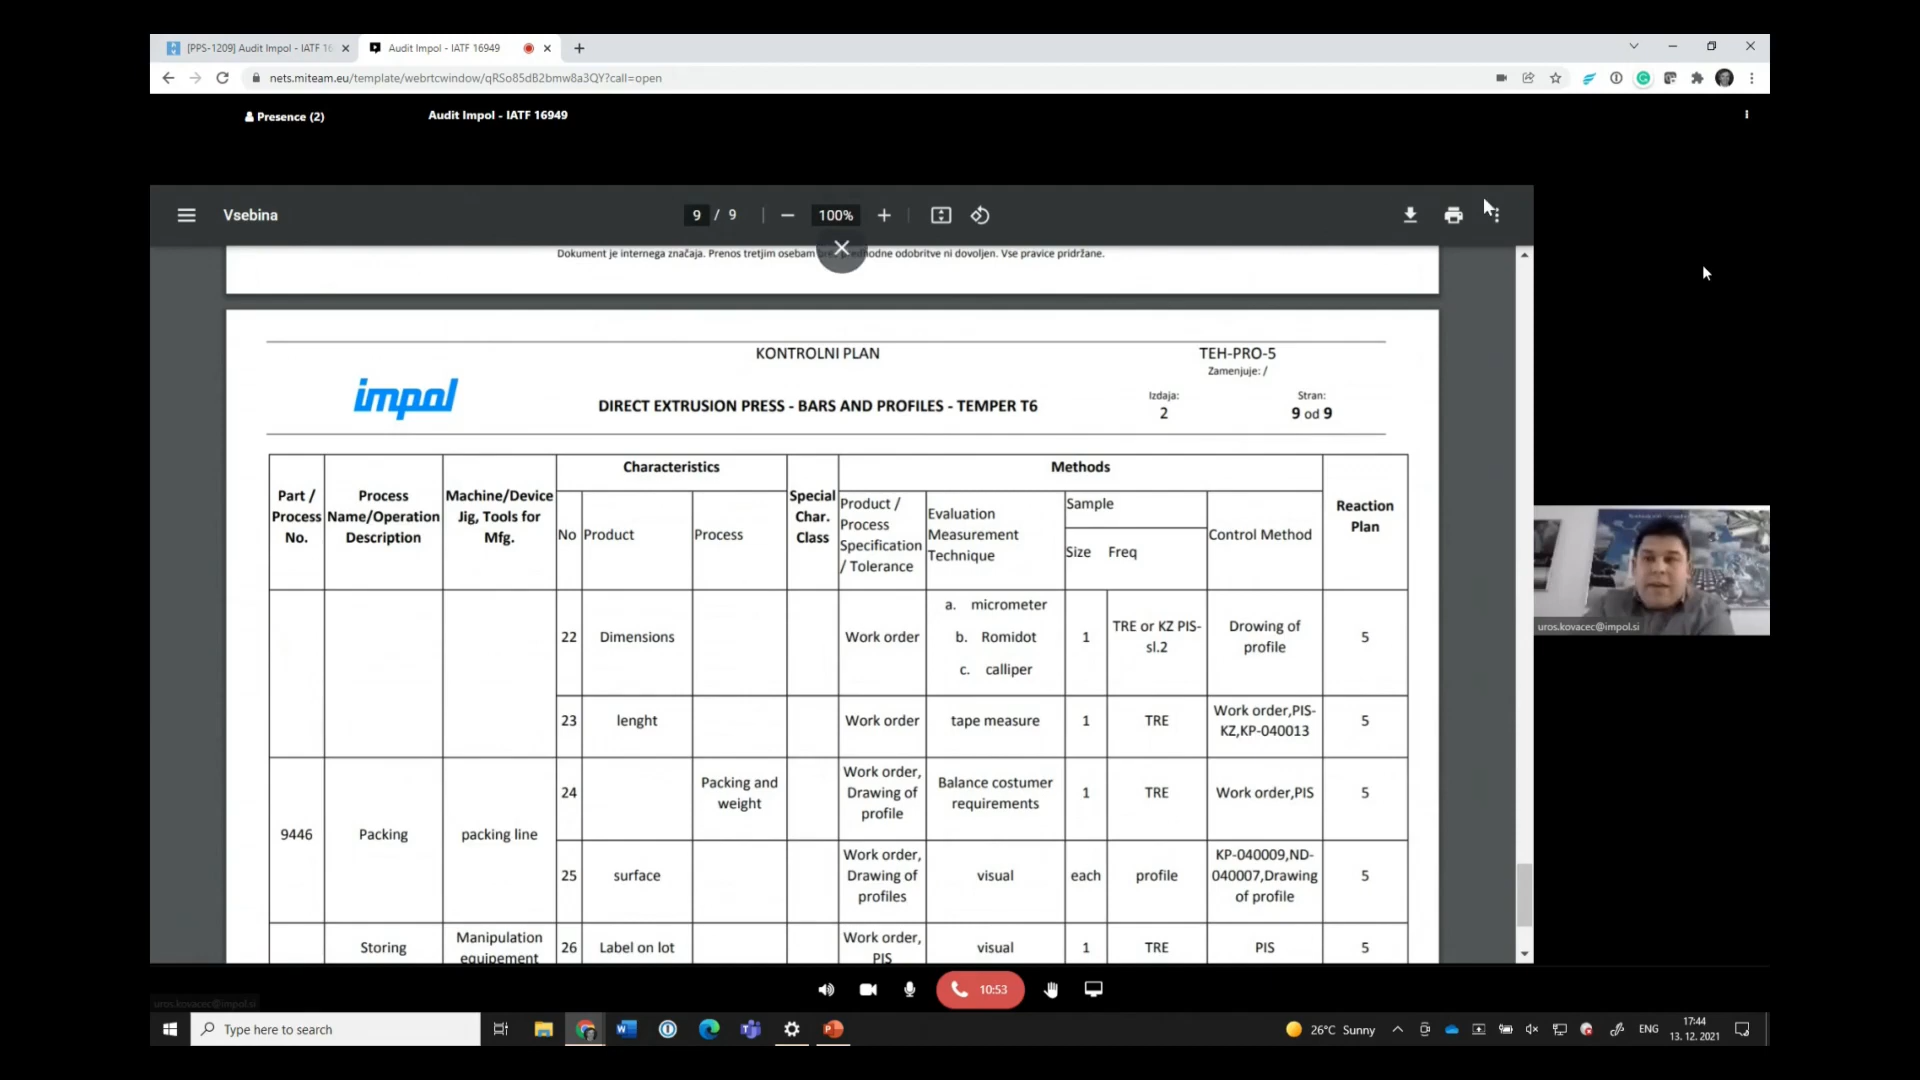 [PPS-1209] Audit Impol - IATF 16
Audit Impol - IATF 16949
nets.miteam.eu/template/webrtcwindow/qRSo85dB2bmw8a3QY?call=open
Presence (2)
Audit Impol - IATF 16949
Vsebina
9 / 9
100%
Dokument je internega značaja. Prenos tretjim osebam predhodne odobritve ni dovoljen. Vse pravice pridržane.
KONTROLNI PLAN
TEH-PRO-5
Zamenjuje: /
impol
DIRECT EXTRUSION PRESS - BARS AND PROFILES - TEMPER T6
Izdaja:
2
Stran:
9 od 9
Part /
Process
No.
Process
Name/Operation
Description
Machine/Device
Jig, Tools for
Mfg.
Characteristics
No
Product
Process
Special
Char.
Class
Methods
Product /
Process
Specification
/ Tolerance
Evaluation
Measurement
Technique
Sample
Size Freq
Control Method
Reaction
Plan
22
Dimensions
Work order
a. micrometer
b. Romidot
c. calliper
1
TRE or KZ PIS-
sl.2
Drowing of
profile
5
23
lenght
Work order
tape measure
1
TRE
Work order,PIS-
KZ,KP-040013
5
9446
Packing
packing line
24
Packing and
weight
Work order,
Drawing of
profile
Balance costumer
requirements
1
TRE
Work order,PIS
5
25
surface
Work order,
Drawing of
profiles
visual
each
profile
KP-040009,ND-
040007,Drawing
of profile
5
Storing
Manipulation
equipement
26
Label on lot
Work order,
PIS
visual
1
TRE
PIS
5
uros.kovacec@impol.si
10:53
uros.kovacec@impol.si
Type here to search
26°C Sunny
ENG
17:44
13. 12. 2021